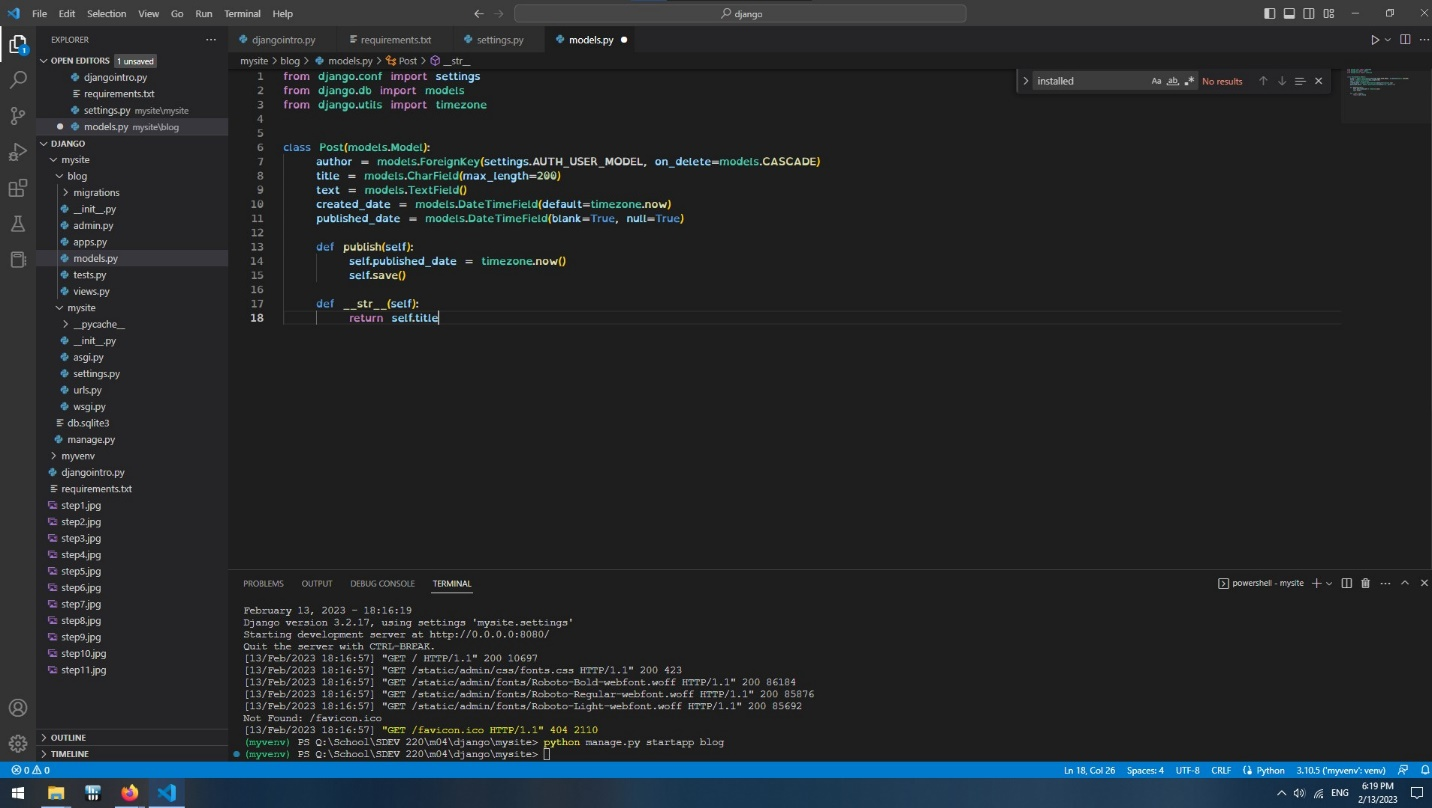 File Edit Selection View Go Run Terminal Help
django
EXPLORER
OPEN EDITORS 1 unsaved
djangointro.py
requirements.txt
settings.py mysite\mysite
models.py mysite\blog
DJANGO
mysite
blog
migrations
__init__.py
admin.py
apps.py
models.py
tests.py
views.py
mysite
__pycache__
__init__.py
asgi.py
settings.py
urls.py
wsgi.py
db.sqlite3
manage.py
myvenv
djangointro.py
requirements.txt
step1.jpg
step2.jpg
step3.jpg
step4.jpg
step5.jpg
step6.jpg
step7.jpg
step8.jpg
step9.jpg
step10.jpg
step11.jpg
OUTLINE
TIMELINE
djangointro.py requirements.txt settings.py models.py
mysite > blog > models.py > Post > __str__
installed Aa ab .* No results
1 from django.conf import settings
2 from django.db import models
3 from django.utils import timezone
4
5
6 class Post(models.Model):
7 author = models.ForeignKey(settings.AUTH_USER_MODEL, on_delete=models.CASCADE)
8 title = models.CharField(max_length=200)
9 text = models.TextField()
10 created_date = models.DateTimeField(default=timezone.now)
11 published_date = models.DateTimeField(blank=True, null=True)
12
13 def publish(self):
14 self.published_date = timezone.now()
15 self.save()
16
17 def __str__(self):
18 return self.title
PROBLEMS OUTPUT DEBUG CONSOLE TERMINAL
powershell - mysite
February 13, 2023 - 18:16:19
Django version 3.2.17, using settings 'mysite.settings'
Starting development server at http://0.0.0.0:8080/
Quit the server with CTRL-BREAK.
[13/Feb/2023 18:16:57] "GET / HTTP/1.1" 200 10697
[13/Feb/2023 18:16:57] "GET /static/admin/css/fonts.css HTTP/1.1" 200 423
[13/Feb/2023 18:16:57] "GET /static/admin/fonts/Roboto-Bold-webfont.woff HTTP/1.1" 200 86184
[13/Feb/2023 18:16:57] "GET /static/admin/fonts/Roboto-Regular-webfont.woff HTTP/1.1" 200 85876
[13/Feb/2023 18:16:57] "GET /static/admin/fonts/Roboto-Light-webfont.woff HTTP/1.1" 200 85692
Not Found: /favicon.ico
[13/Feb/2023 18:16:57] "GET /favicon.ico HTTP/1.1" 404 2110
(myvenv) PS Q:\School\SDEV 220\m04\django\mysite> python manage.py startapp blog
(myvenv) PS Q:\School\SDEV 220\m04\django\mysite>
0 0 Ln 18, Col 26 Spaces: 4 UTF-8 CRLF Python 3.10.5 ('myvenv': venv)
ENG
6:19 PM
2/13/2023